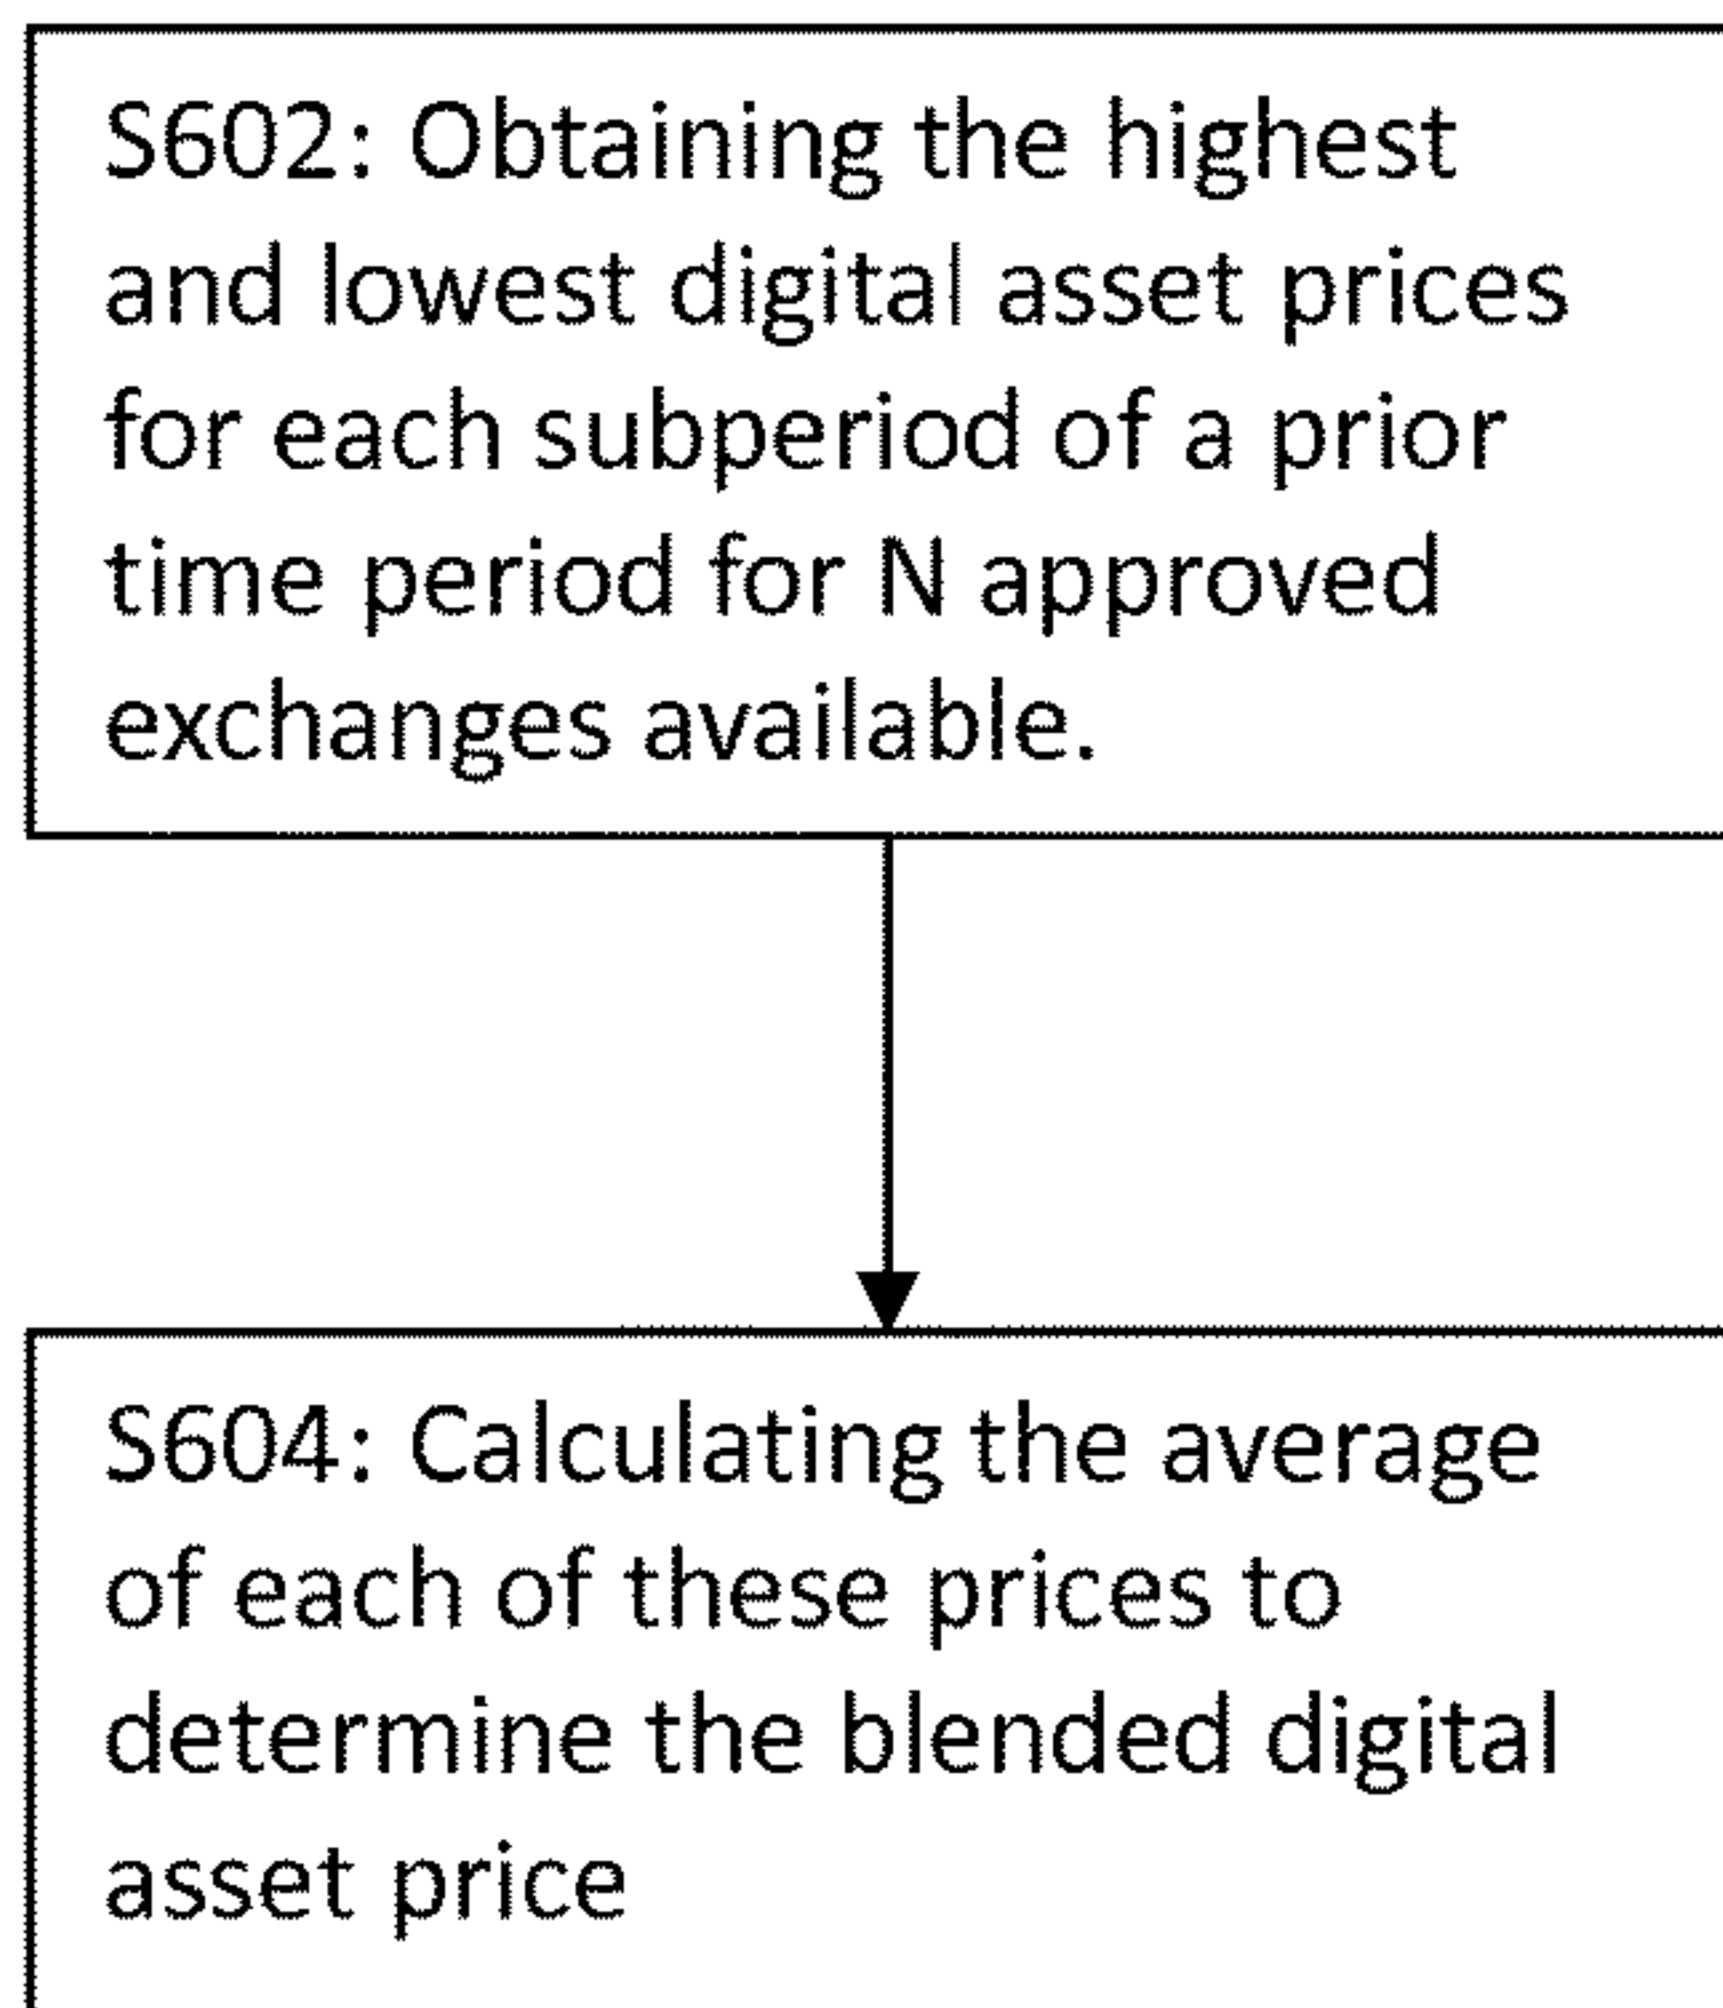 S602: Obtaining the highest
and lowest digital asset prices
for each subperiod of a prior
time period for N approved
exchanges available.
S604: Calculating the average
of each of these prices to
determine the blended digital
asset price